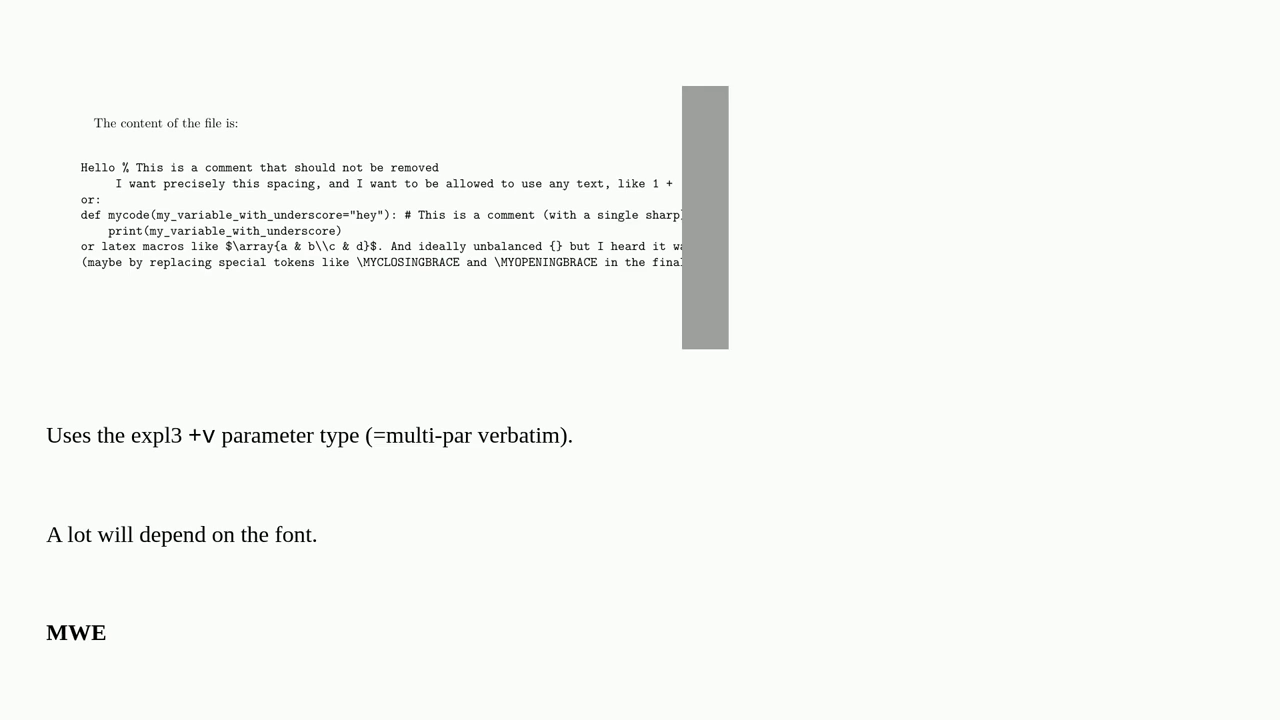 The content of the file is:
Hello % This is a comment that should not be removed
     I want precisely this spacing, and I want to be allowed to use any text, like 1 +
or:
def mycode(my_variable_with_underscore="hey"): # This is a comment (with a single sharp)
    print(my_variable_with_underscore)
or latex macros like $\array{a & b\\c & d}$. And ideally unbalanced {} but I heard it
(maybe by replacing special tokens like \MYCLOSINGBRACE and \MYOPENINGBRACE in the
Uses the expl3 +v parameter type (=multi-par verbatim).
A lot will depend on the font.
MWE